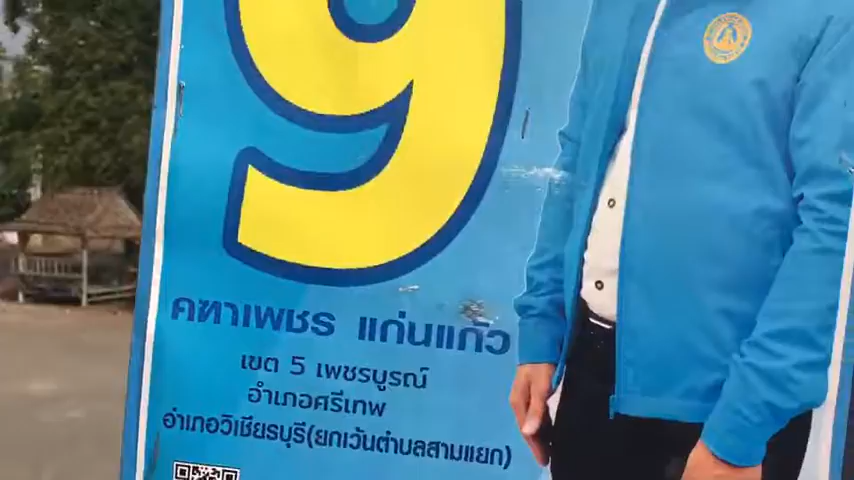 9
คฑาเพชร แก่นแก้ว
เขต 5 เพชรบูรณ์
อำเภอศรีเทพ
อำเภอวิเชียรบุรี(ยกเว้นตำบลสามแยก)